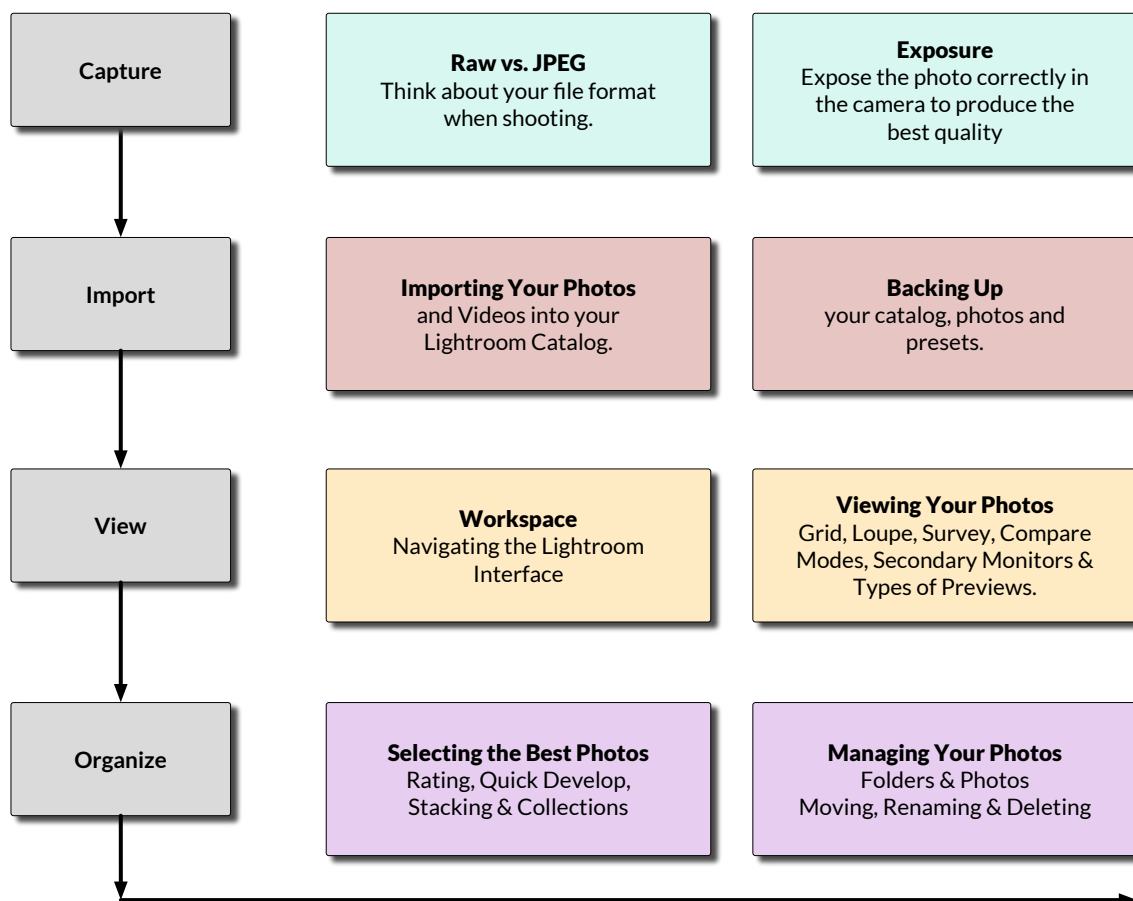 Capture
Raw vs. JPEG
Think about your file format
when shooting.
Exposure
Expose the photo correctly in
the camera to produce the
best quality
Import
Importing Your Photos
and Videos into your
Lightroom Catalog.
Backing Up
your catalog, photos and
presets.
View
Workspace
Navigating the Lightroom
Interface
Viewing Your Photos
Grid, Loupe, Survey, Compare
Modes, Secondary Monitors &
Types of Previews.
Organize
Selecting the Best Photos
Rating, Quick Develop,
Stacking & Collections
Managing Your Photos
Folders & Photos
Moving, Renaming & Deleting